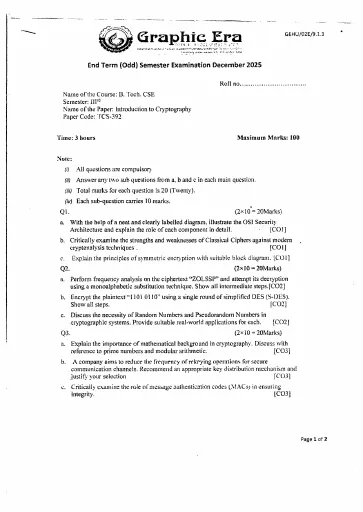 GEHU/02E/9.1.3
Graphic Era
End Term (Odd) Semester Examination December 2025
Roll no..............................
Name of the Course: B. Tech. CSE
Semester: IIIrd
Name of the Paper: Introduction to Cryptography
Paper Code: TCS-392
Time: 3 hours Maximum Marks: 100
Note:
(i) All questions are compulsory
(ii) Answer any two sub questions from a, b and c in each main question.
(iii) Total marks for each question is 20 (Twenty).
(iv) Each sub-question carries 10 marks.
Q1. (2×10 = 20Marks)
a. With the help of a neat and clearly labelled diagram, illustrate the OSI Security
Architecture and explain the role of each component in detail. [CO1]
b. Critically examine the strengths and weaknesses of Classical Ciphers against modern
cryptanalysis techniques . [CO1]
c. Explain the principles of symmetric encryption with suitable block diagram. [CO1]
Q2. (2×10 = 20Marks)
a. Perform frequency analysis on the ciphertext "ZOLSSP" and attempt its decryption
using a monoalphabetic substitution technique. Show all intermediate steps.[CO2]
b. Encrypt the plaintext "1101 0110" using a single round of simplified DES (S-DES).
Show all steps. [CO2]
c. Discuss the necessity of Random Numbers and Pseudorandom Numbers in
cryptographic systems. Provide suitable real-world applications for each. [CO2]
Q3. (2×10 = 20Marks)
a. Explain the importance of mathematical background in cryptography. Discuss with
reference to prime numbers and modular arithmetic. [CO3]
b. A company aims to reduce the frequency of rekeying operations for secure
communication channels. Recommend an appropriate key distribution mechanism and
justify your selection [CO3]
c. Critically examine the role of message authentication codes (MACs) in ensuring
integrity. [CO3]
Page 1 of 2